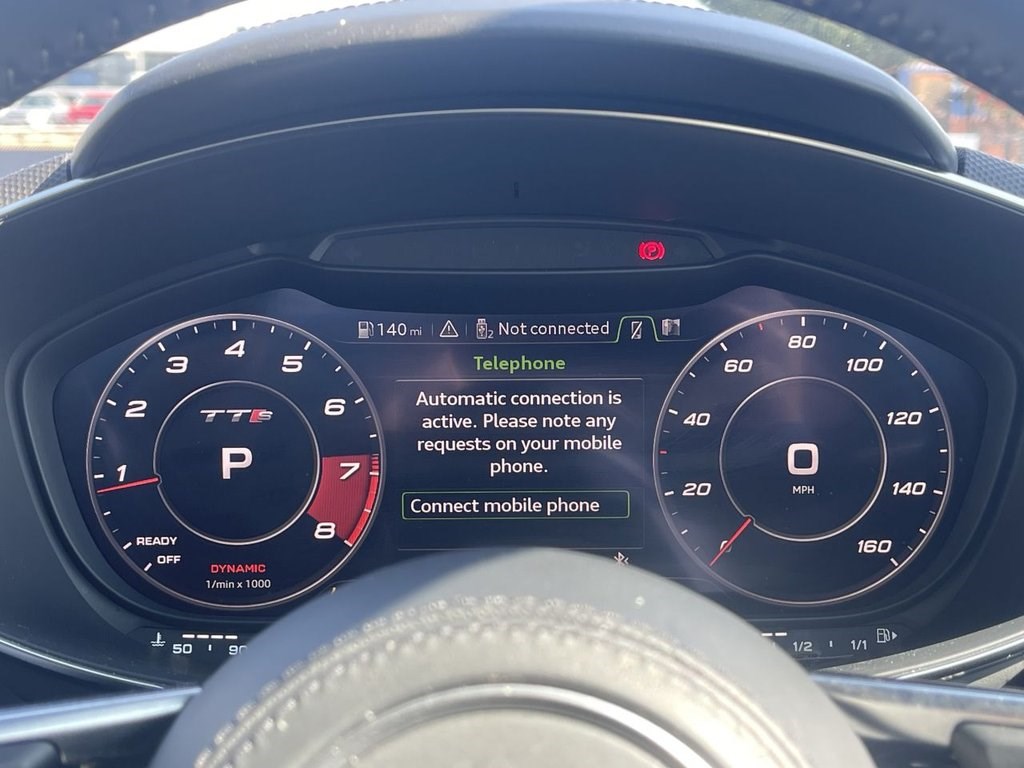 140 mi
2 Not connected
Telephone
Automatic connection is
active. Please note any
requests on your mobile
phone.
Connect mobile phone
1
2
3
4
5
6
7
8
TTS
P
READY
OFF
DYNAMIC
1/min x 1000
20
40
60
80
100
120
140
160
0
MPH
50
90
1/2
1/1